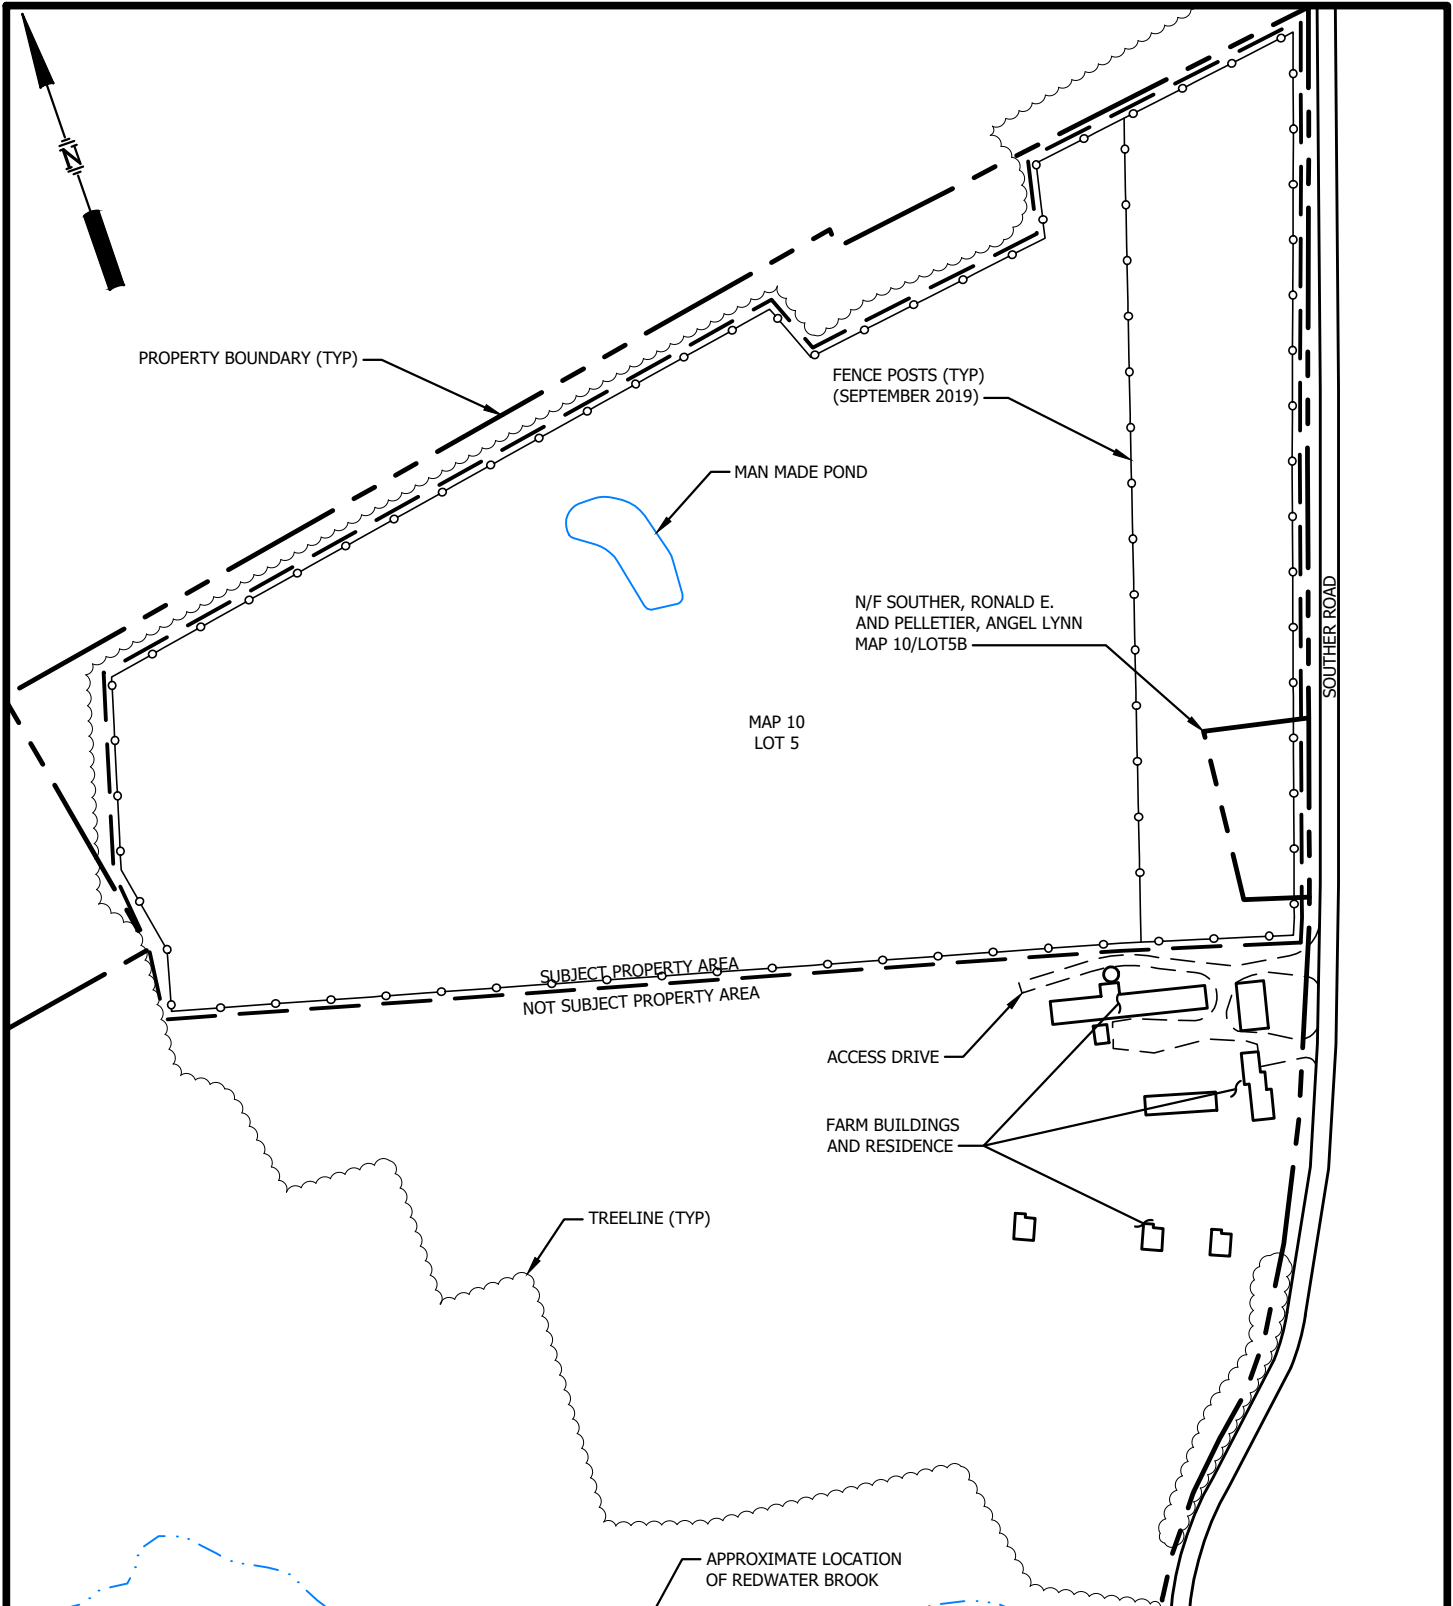 N
PROPERTY BOUNDARY (TYP)
FENCE POSTS (TYP)
(SEPTEMBER 2019)
MAN MADE POND
N/F SOUTHER, RONALD E.
AND PELLETIER, ANGEL LYNN
MAP 10/LOT5B
SOUTHER ROAD
MAP 10
LOT 5
SUBJECT PROPERTY AREA
NOT SUBJECT PROPERTY AREA
ACCESS DRIVE
FARM BUILDINGS
AND RESIDENCE
TREELINE (TYP)
APPROXIMATE LOCATION
OF REDWATER BROOK